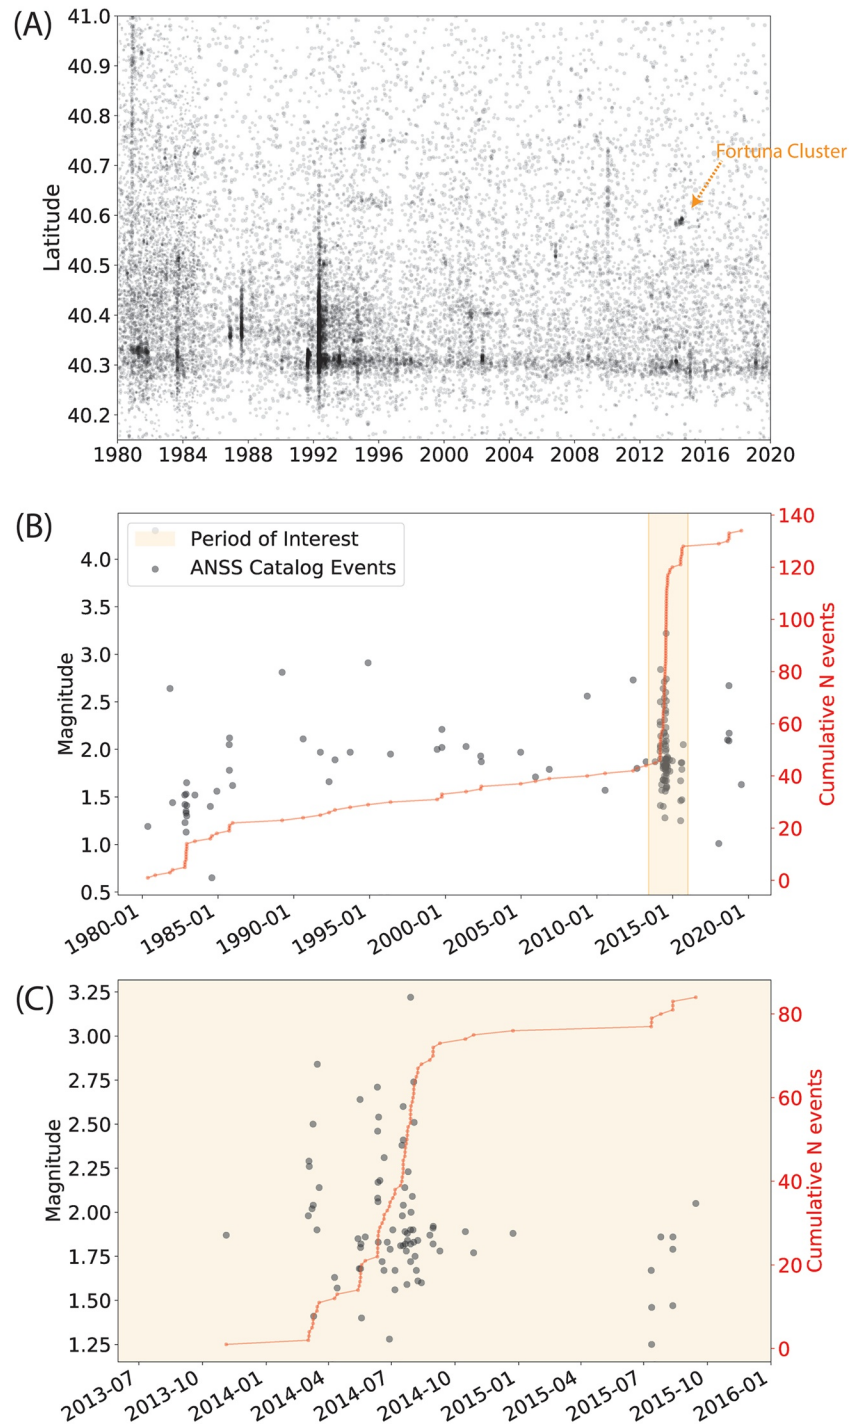 (A)
41.0
40.9
40.8
40.7
40.6
40.5
40.4
40.3
40.2
Latitude
Fortuna Cluster
1980 1984 1988 1992 1996 2000 2004 2008 2012 2016 2020
(B)
Period of Interest
ANSS Catalog Events
4.0
3.5
3.0
2.5
2.0
1.5
1.0
0.5
Magnitude
140
120
100
80
60
40
20
0
Cumulative N events
1980-01 1985-01 1990-01 1995-01 2000-01 2005-01 2010-01 2015-01 2020-01
(C)
3.25
3.00
2.75
2.50
2.25
2.00
1.75
1.50
1.25
Magnitude
80
60
40
20
0
Cumulative N events
2013-07 2013-10 2014-01 2014-04 2014-07 2014-10 2015-01 2015-04 2015-07 2015-10 2016-01